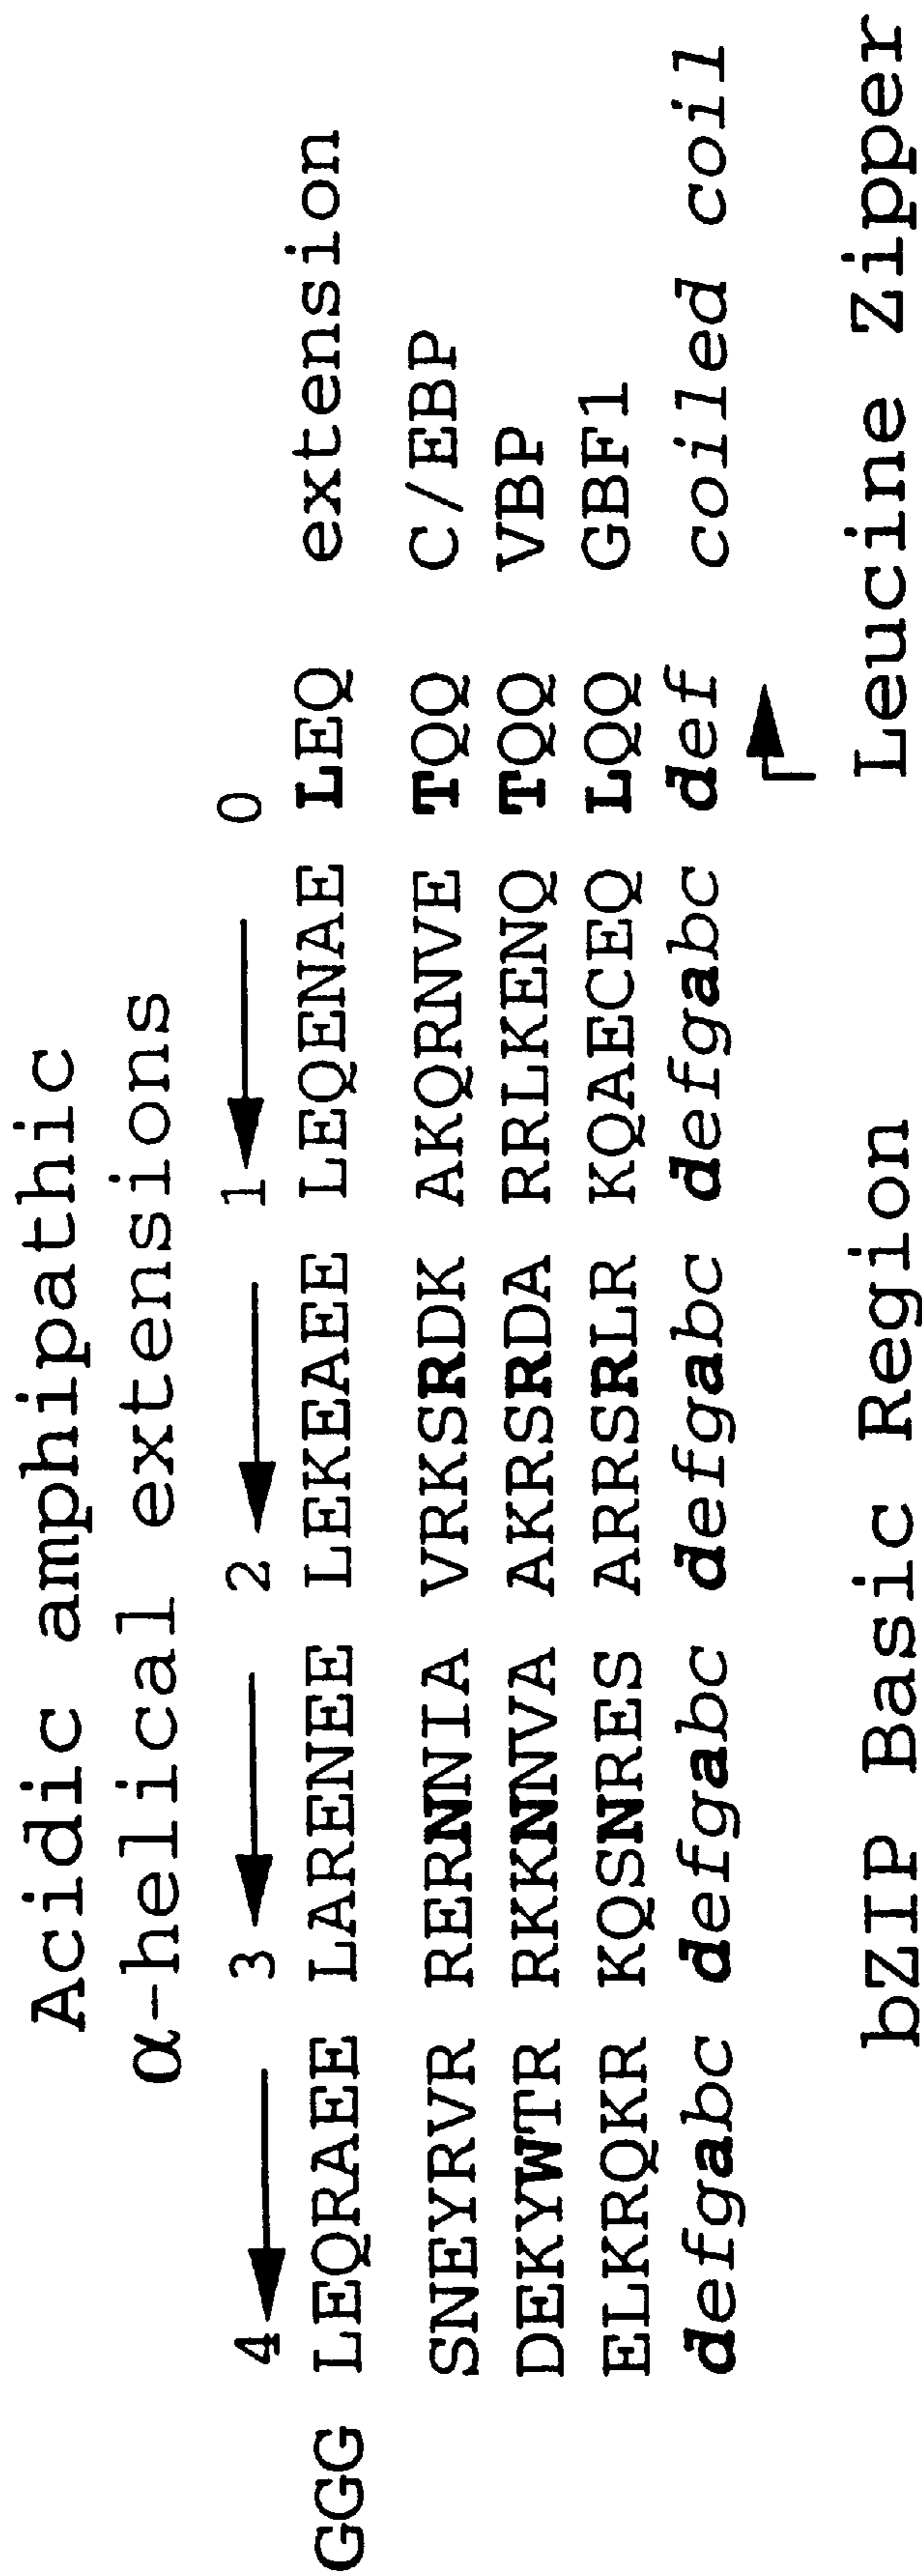 Acidic amphipathic
α-helical extensions
4 3 2 1 0
GGG LEQRAEE LARENEE LEKEAEE LEQENAE LEQ extension
SNEYRVR RERNNIA VRKSRDK AKQRNVE TQQ C/EBP
DEKYWTR RKKNNVA AKRSRDA RRLKENQ TQQ VBP
ELKRQKR KQSNRES ARRSRLR KQAECEQ LQQ GBF1
defgabc defgabc defgabc defgabc def coiled coil
bZIP Basic Region Leucine Zipper